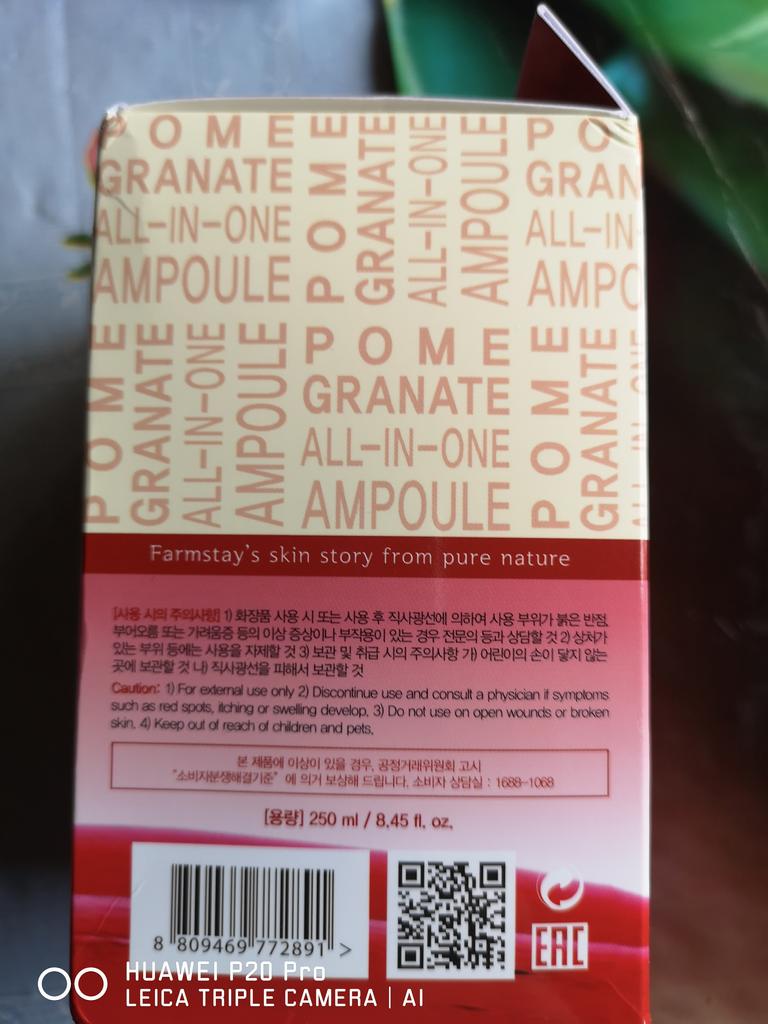 POME
GRANATE
ALL-IN-ONE
AMPOULE
POME
GRANATE
ALL-IN-ONE
AMPOULE
PO
GRAN
ALL-IN-
AMPO
POME
GRANATE
ALL-IN-ONE
AMPOULE
POME
GRANATE
ALL-IN-ONE
AMPOULE
POME
GRANATE
ALL-IN-ONE
Farmstay's skin story from pure nature
[사용 시의 주의사항] 1) 화장품 사용 시 또는 사용 후 직사광선에 의하여 사용 부위가 붉은 반점,
부어오름 또는 가려움증 등의 이상 증상이나 부작용이 있는 경우 전문의 등과 상담할 것 2) 상처가
있는 부위 등에는 사용을 자제할 것 3) 보관 및 취급 시의 주의사항 가) 어린이의 손이 닿지 않는
곳에 보관할 것 나) 직사광선을 피해서 보관할 것
Caution: 1) For external use only 2) Discontinue use and consult a physician if symptoms
such as red spots, itching or swelling develop. 3) Do not use on open wounds or broken
skin. 4) Keep out of reach of children and pets.
본 제품에 이상이 있을 경우, 공정거래위원회 고시
"소비자분쟁해결기준" 에 의거 보상해 드립니다. 소비자 상담실 : 1688-1068
[용량] 250 ml / 8.45 fl. oz.
8 809469 772891 >
EAC
HUAWEI P20 Pro
LEICA TRIPLE CAMERA | AI